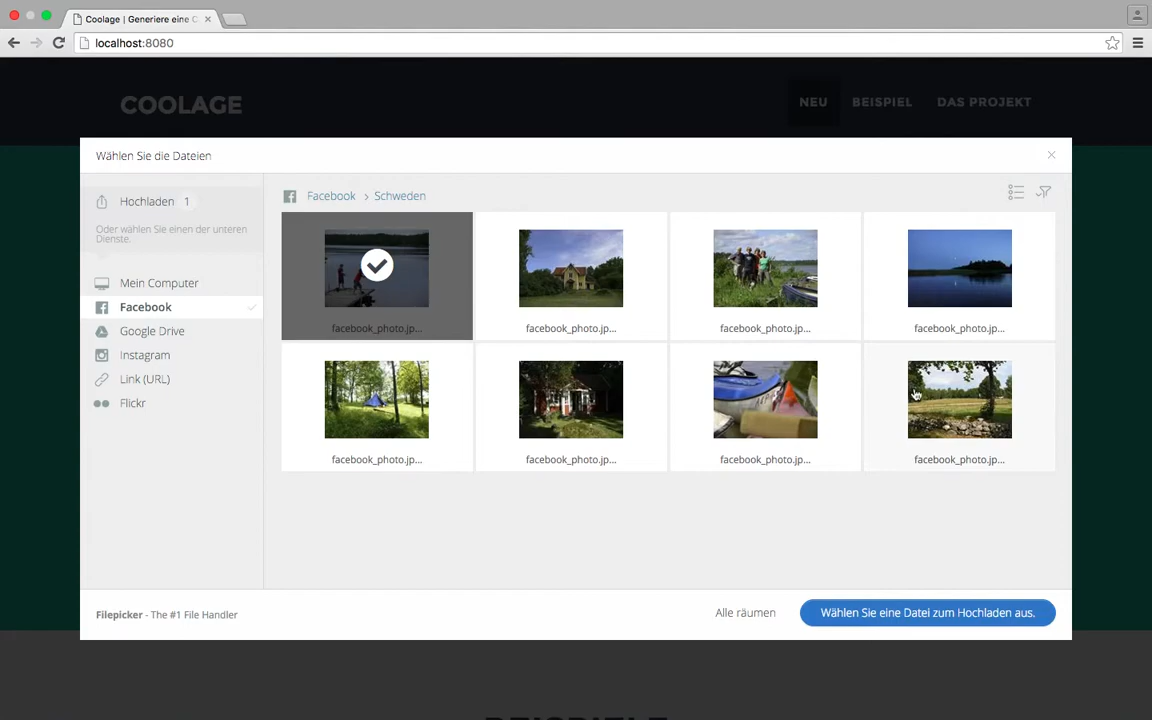 Coolage | Generiere eine C
localhost:8080
COOLAGE
NEU BEISPIEL DAS PROJEKT
Wählen Sie die Dateien
Hochladen 1
Oder wählen Sie einen der unteren
Dienste.
Mein Computer
Facebook
Google Drive
Instagram
Link (URL)
Flickr
Facebook > Schweden
facebook_photo.jp... facebook_photo.jp... facebook_photo.jp... facebook_photo.jp...
facebook_photo.jp... facebook_photo.jp... facebook_photo.jp... facebook_photo.jp...
Filepicker - The #1 File Handler
Alle räumen
Wählen Sie eine Datei zum Hochladen aus.